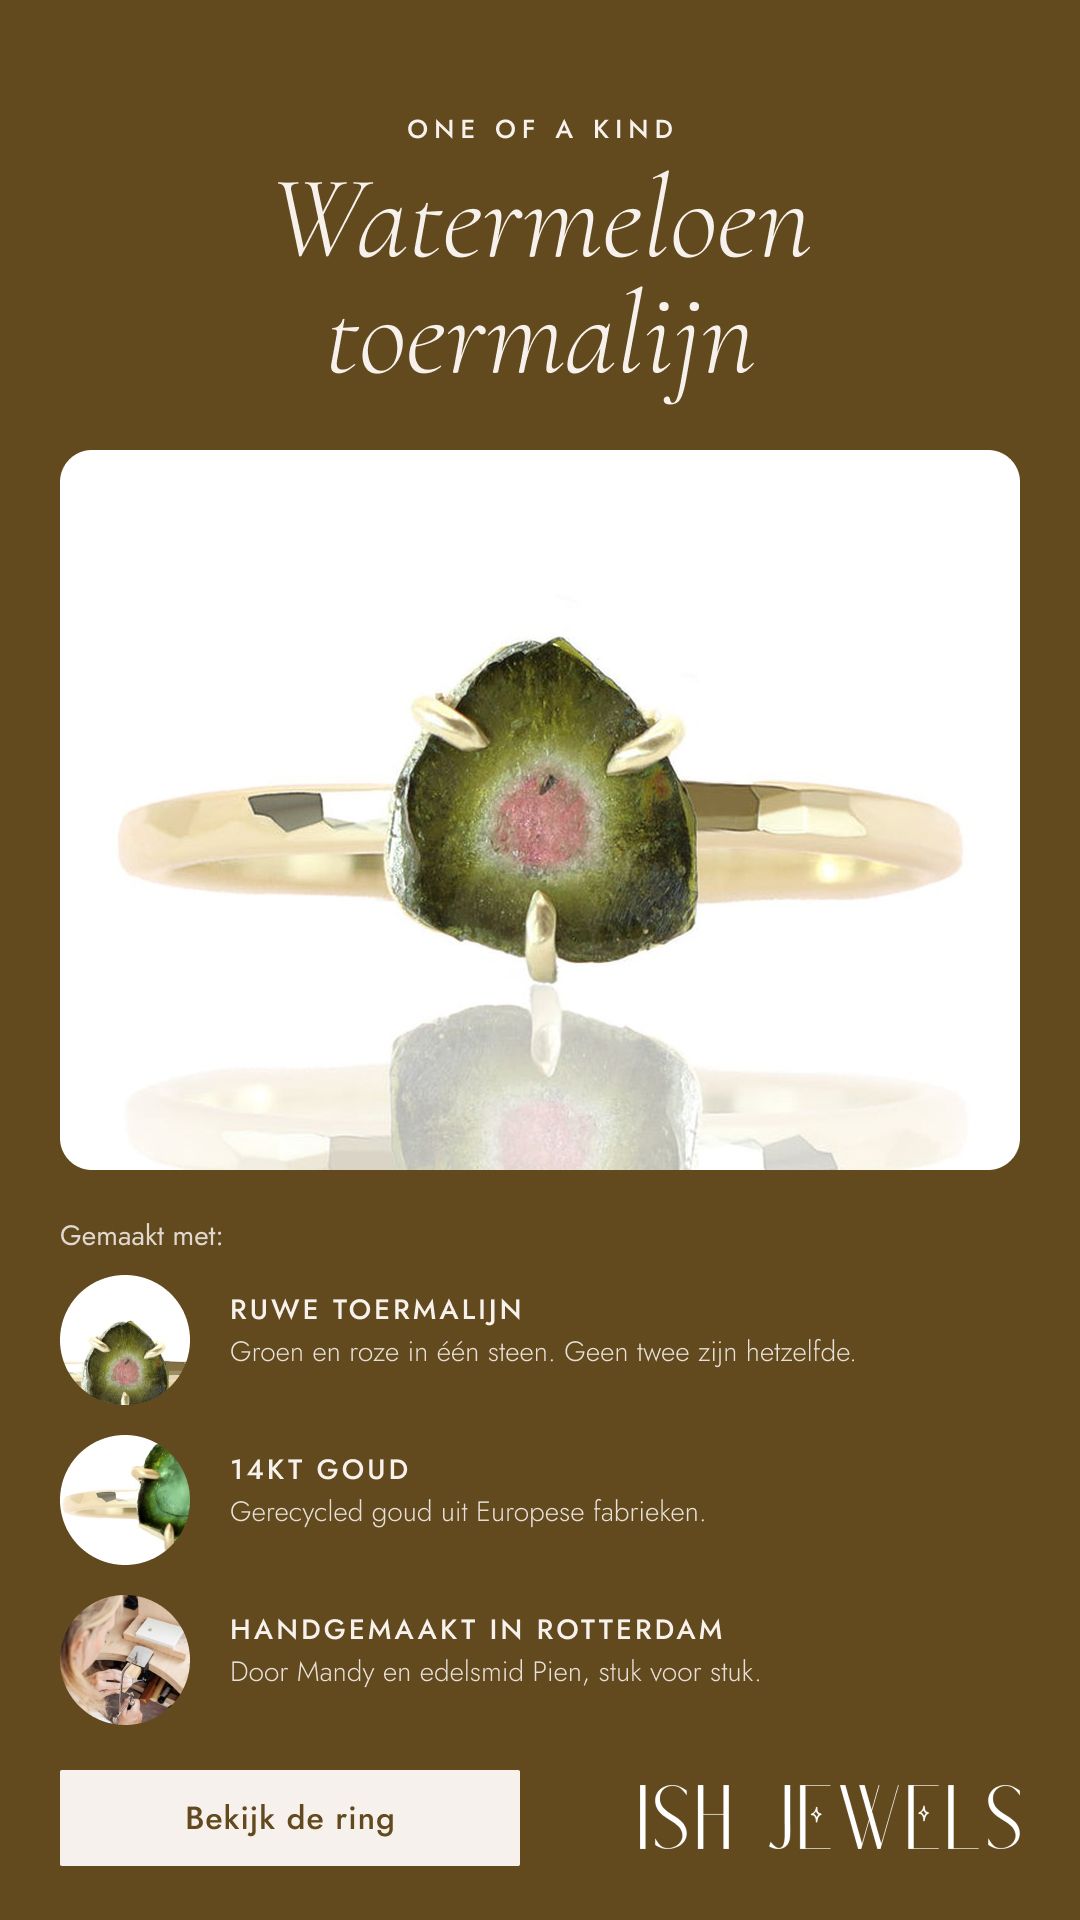 ONE OF A KIND
Watermeloen
toermalijn
Gemaakt met:
RUWE TOERMALIJN
Groen en roze in één steen. Geen twee zijn hetzelfde.
14KT GOUD
Gerecycled goud uit Europese fabrieken.
HANDGEMAAKT IN ROTTERDAM
Door Mandy en edelsmid Pien, stuk voor stuk.
Bekijk de ring
ISH JEWELS